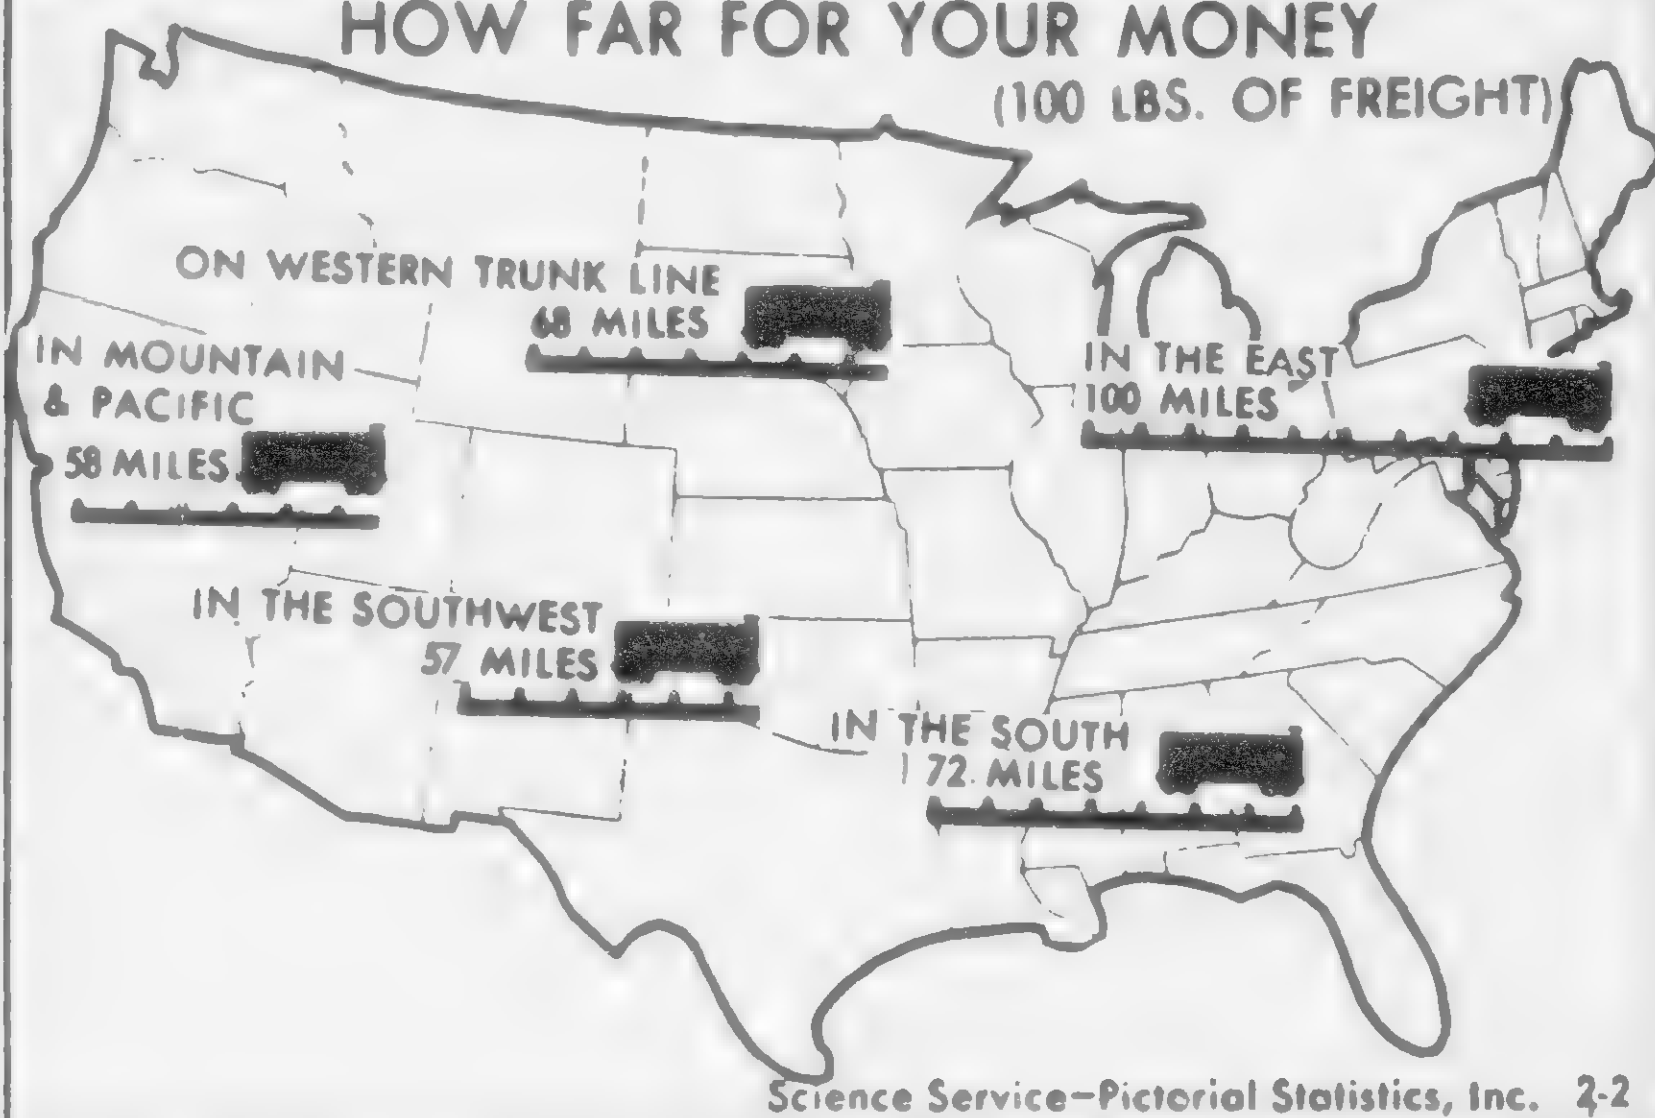 HOW FAR FOR YOUR MONEY
(100 LBS. OF FREIGHT)
ON WESTERN TRUNK LINE
68 MILES
IN MOUNTAIN
& PACIFIC
58 MILES
IN THE EAST
100 MILES
IN THE SOUTHWEST
57 MILES
IN THE SOUTH
72 MILES
Science Service—Pictorial Statistics, Inc. 2-2